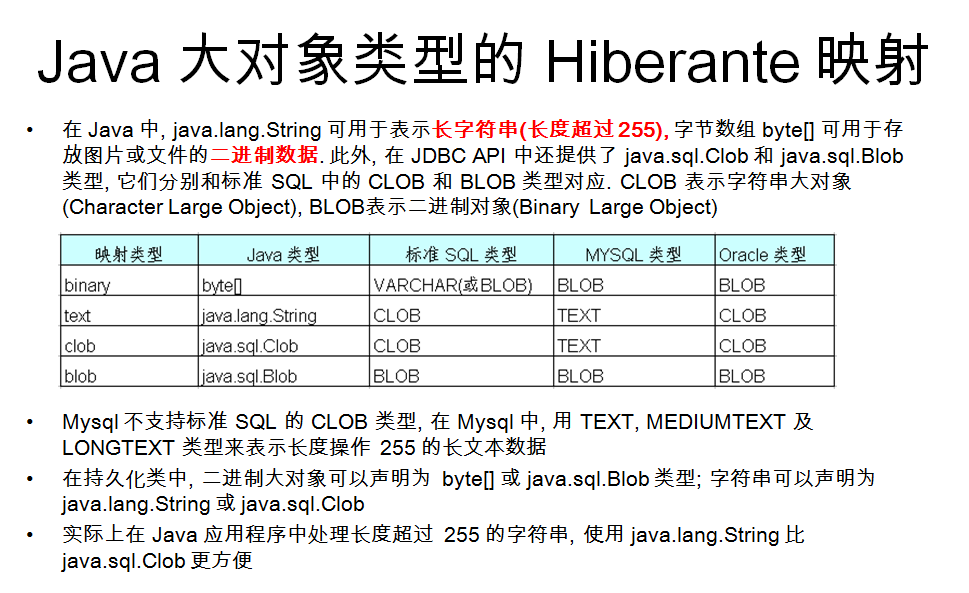 Java 大对象类型的 Hiberante 映射
• 在 Java 中, java.lang.String 可用于表示长字符串(长度超过 255), 字节数组 byte[] 可用于存
放图片或文件的二进制数据. 此外, 在 JDBC API 中还提供了 java.sql.Clob 和 java.sql.Blob
类型, 它们分别和标准 SQL 中的 CLOB 和 BLOB 类型对应. CLOB 表示字符串大对象
(Character Large Object), BLOB表示二进制对象(Binary Large Object)
映射类型 Java 类型 标准 SQL 类型 MYSQL 类型 Oracle 类型
binary byte[] VARCHAR(或BLOB) BLOB BLOB
text java.lang.String CLOB TEXT CLOB
clob java.sql.Clob CLOB TEXT CLOB
blob java.sql.Blob BLOB BLOB BLOB
• Mysql 不支持标准 SQL 的 CLOB 类型, 在 Mysql 中, 用 TEXT, MEDIUMTEXT 及
LONGTEXT 类型来表示长度操作 255 的长文本数据
• 在持久化类中, 二进制大对象可以声明为 byte[] 或 java.sql.Blob 类型; 字符串可以声明为
java.lang.String 或 java.sql.Clob
• 实际上在 Java 应用程序中处理长度超过 255 的字符串, 使用 java.lang.String 比
java.sql.Clob 更方便